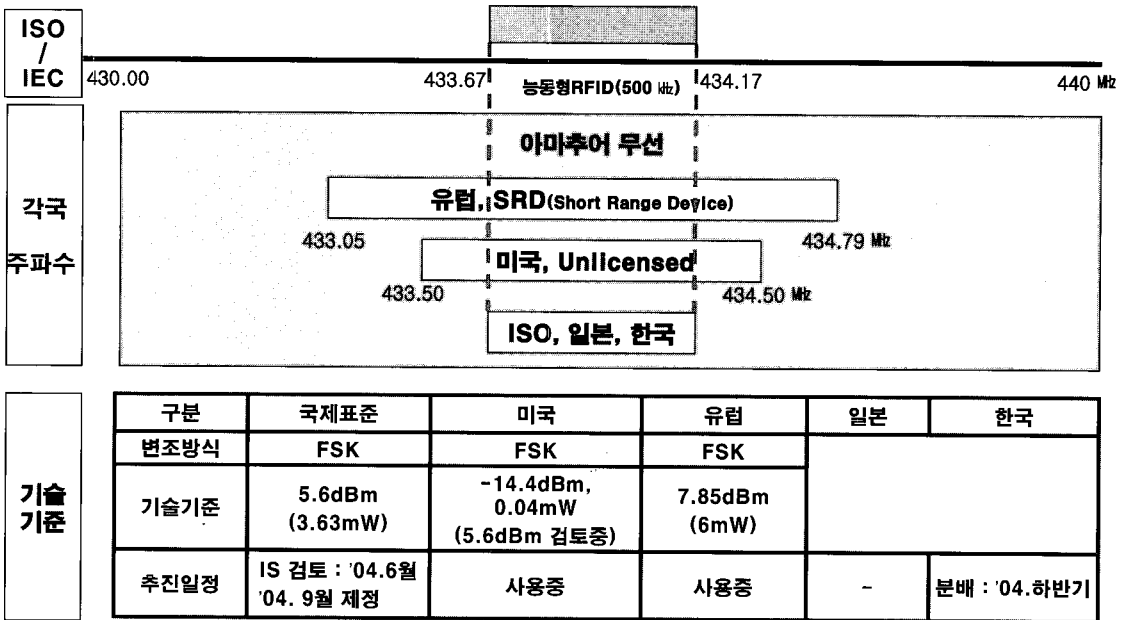 ISO
/
IEC
430.00
433.67
능동형RFID(500 ㎑)
434.17
440 ㎒
각국
주파수
아마추어 무선
유럽, SRD(Short Range Device)
433.05
434.79 ㎒
미국, Unlicensed
433.50
434.50 ㎒
ISO, 일본, 한국
기술
기준
구분 국제표준 미국 유럽 일본 한국
변조방식 FSK FSK FSK
기술기준
5.6dBm
(3.63mW)
-14.4dBm,
0.04mW
(5.6dBm 검토중)
7.85dBm
(6mW)
추진일정
IS 검토 : '04.6월
'04. 9월 제정
사용중
사용중
-
분배 : '04.하반기